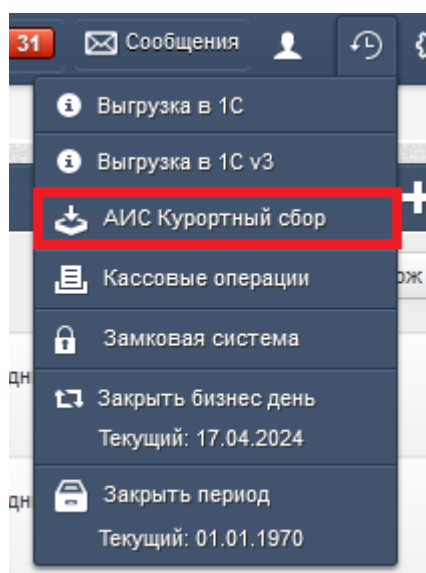 31 Сообщения
Выгрузка в 1С
Выгрузка в 1С v3
АИС Курортный сбор
Кассовые операции
Замковая система
Закрыть бизнес день
Текущий: 17.04.2024
Закрыть период
Текущий: 01.01.1970